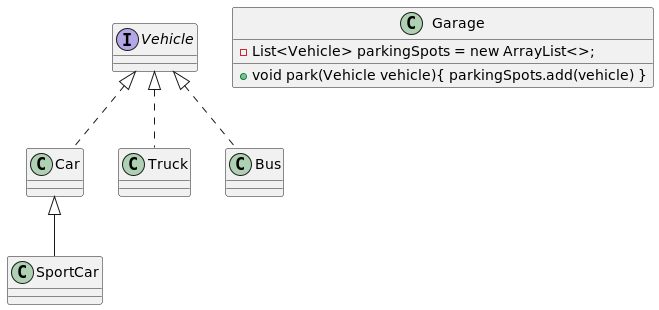 I Vehicle
C Garage
List<Vehicle> parkingSpots = new ArrayList<>;
void park(Vehicle vehicle){ parkingSpots.add(vehicle) }
C Car
C Truck
C Bus
C SportCar